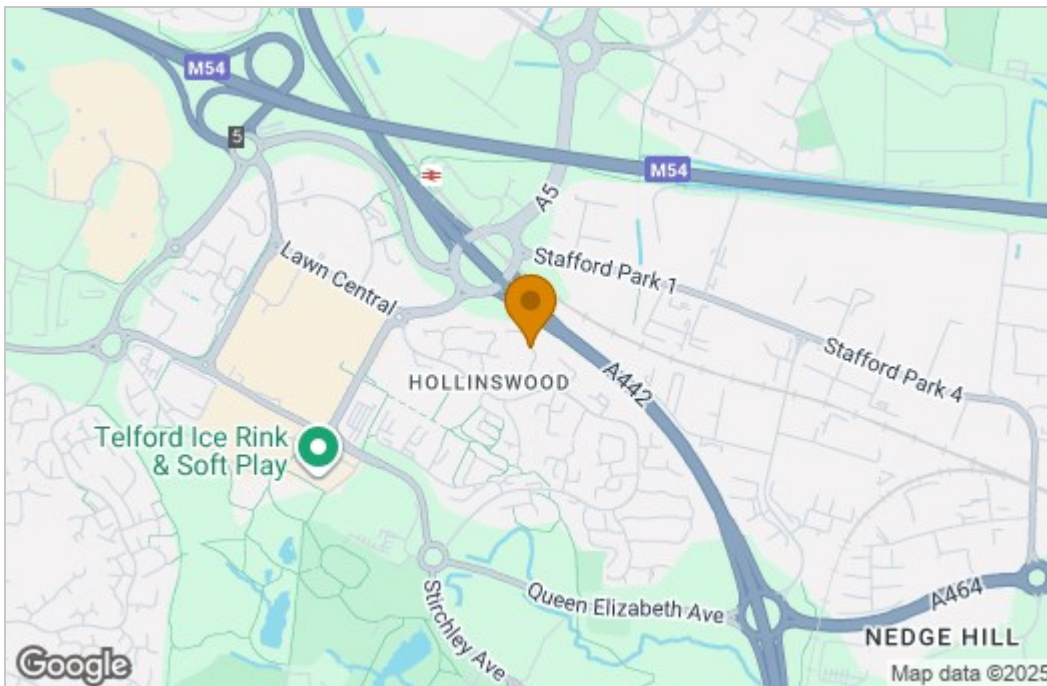 M54
5
M54
A5
Stafford Park 1
Lawn Central
HOLLINSWOOD
A442
Stafford Park 4
Telford Ice Rink
& Soft Play
Queen Elizabeth Ave
A464
Stirchley Ave
NEDGE HILL
Google
Map data ©2025